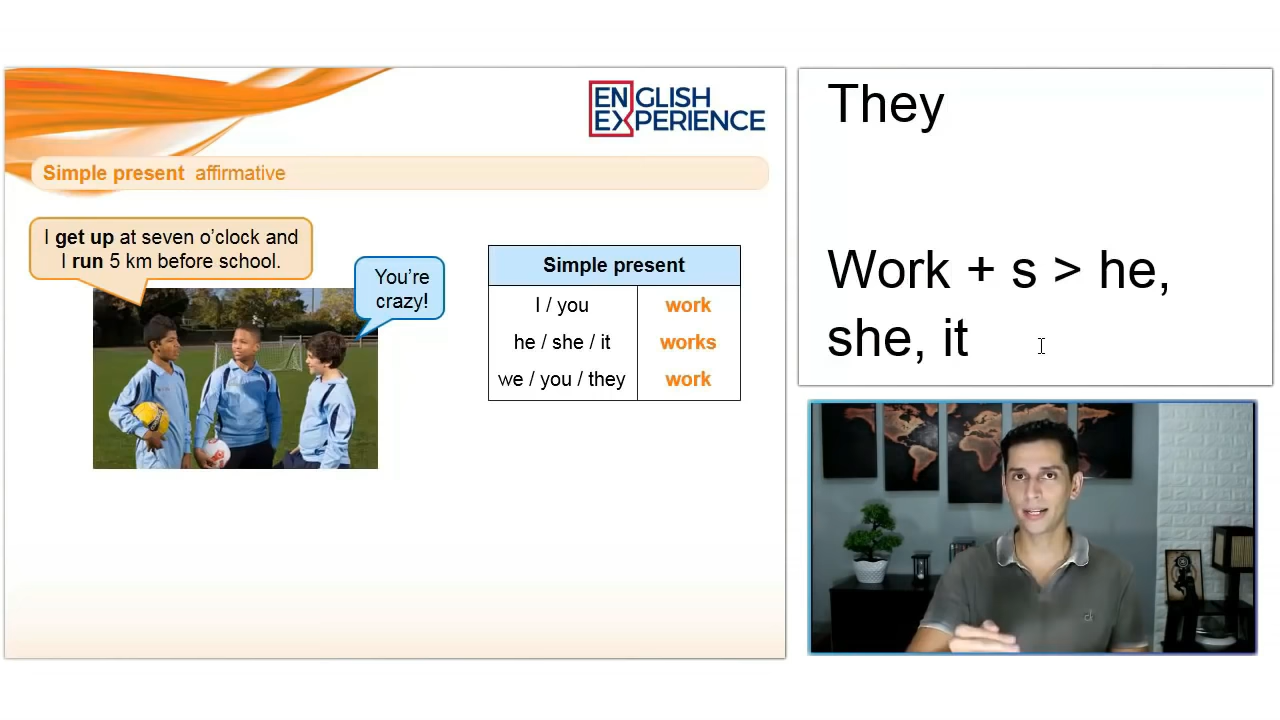 ENGLISH
EXPERIENCE
Simple present affirmative
I get up at seven o’clock and
I run 5 km before school.
You’re
crazy!
Simple present
I / you work
he / she / it works
we / you / they work
They
Work + s > he,
she, it